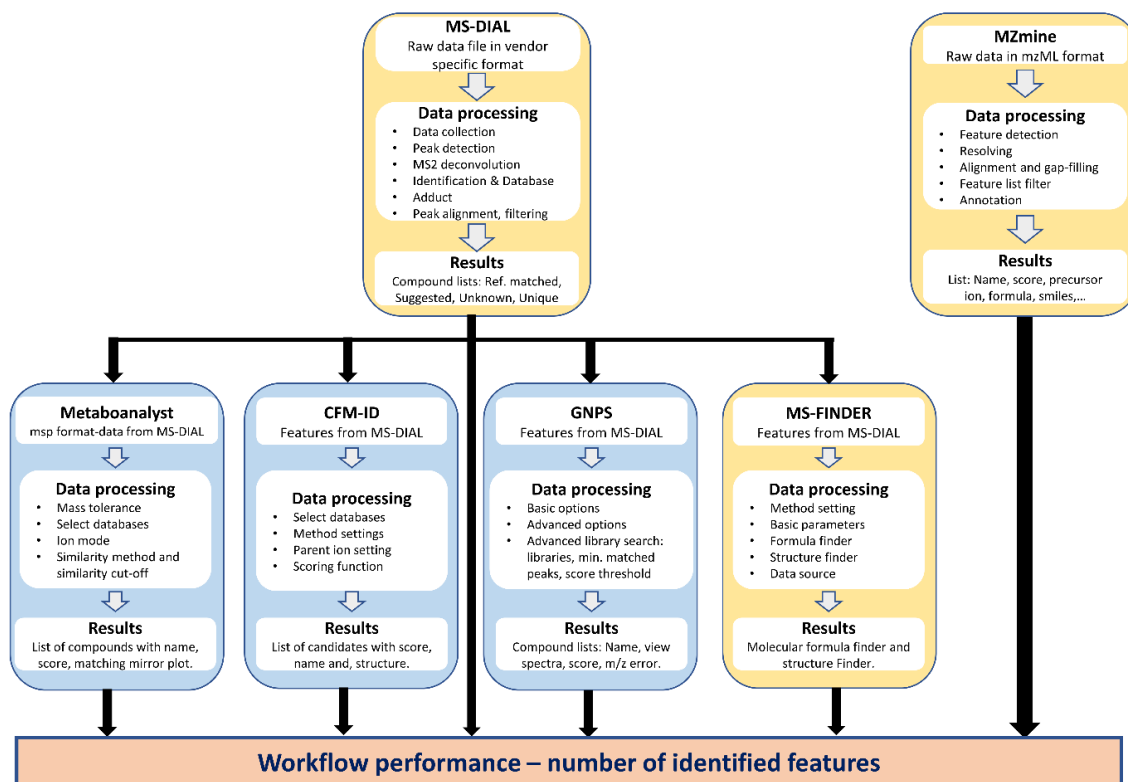 MS-DIAL
Raw data file in vendor
specific format
Data processing
• Data collection
• Peak detection
• MS2 deconvolution
• Identification & Database
• Adduct
• Peak alignment, filtering
Results
Compound lists: Ref. matched,
Suggested, Unknown, Unique
MZmine
Raw data in mzML format
Data processing
• Feature detection
• Resolving
• Alignment and gap-filling
• Feature list filter
• Annotation
Results
List: Name, score, precursor
ion, formula, smiles,...
Metaboanalyst
msp format-data from MS-DIAL
Data processing
• Mass tolerance
• Select databases
• Ion mode
• Similarity method and
similarity cut-off
Results
List of compounds with name,
score, matching mirror plot.
CFM-ID
Features from MS-DIAL
Data processing
• Select databases
• Method settings
• Parent ion setting
• Scoring function
Results
List of candidates with score,
name and, structure.
GNPS
Features from MS-DIAL
Data processing
• Basic options
• Advanced options
• Advanced library search:
libraries, min. matched
peaks, score threshold
Results
Compound lists: Name, view
spectra, score, m/z error.
MS-FINDER
Features from MS-DIAL
Data processing
• Method setting
• Basic parameters
• Formula finder
• Structure finder
• Data source
Results
Molecular formula finder and
structure Finder.
Workflow performance – number of identified features